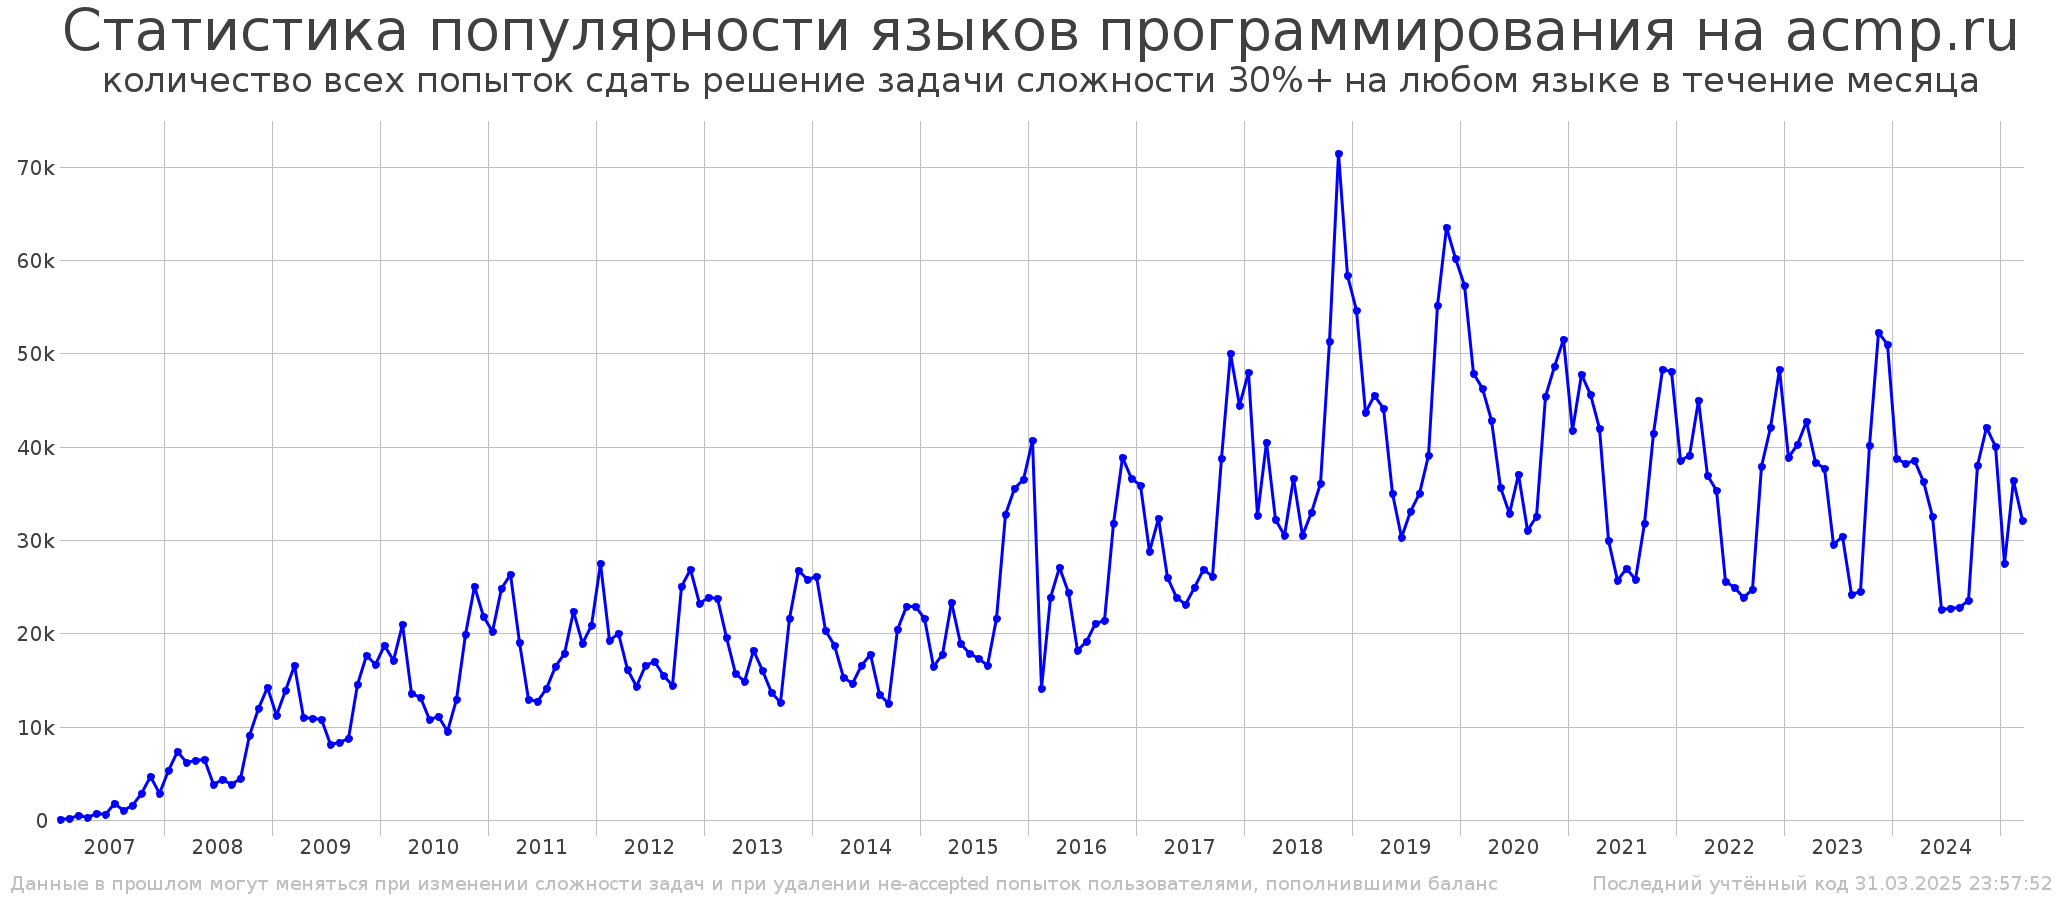 Статистика популярности языков программирования на acmp.ru
количество всех попыток сдать решение задачи сложности 30%+ на любом языке в течение месяца
70k
60k
50k
40k
30k
20k
10k
0
2007 2008 2009 2010 2011 2012 2013 2014 2015 2016 2017 2018 2019 2020 2021 2022 2023 2024
Данные в прошлом могут меняться при изменении сложности задач и при удалении не-accepted попыток пользователями, пополнившими баланс Последний учтённый код 31.03.2025 23:57:52